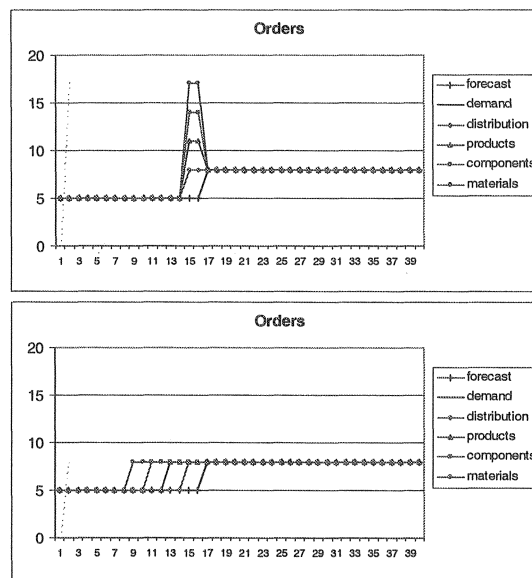 Orders
20
15
10
5
0
1 3 5 7 9 11 13 15 17 19 21 23 25 27 29 31 33 35 37 39
forecast
demand
distribution
products
components
materials
Orders
20
15
10
5
0
1 3 5 7 9 11 13 15 17 19 21 23 25 27 29 31 33 35 37 39
forecast
demand
distribution
products
components
materials